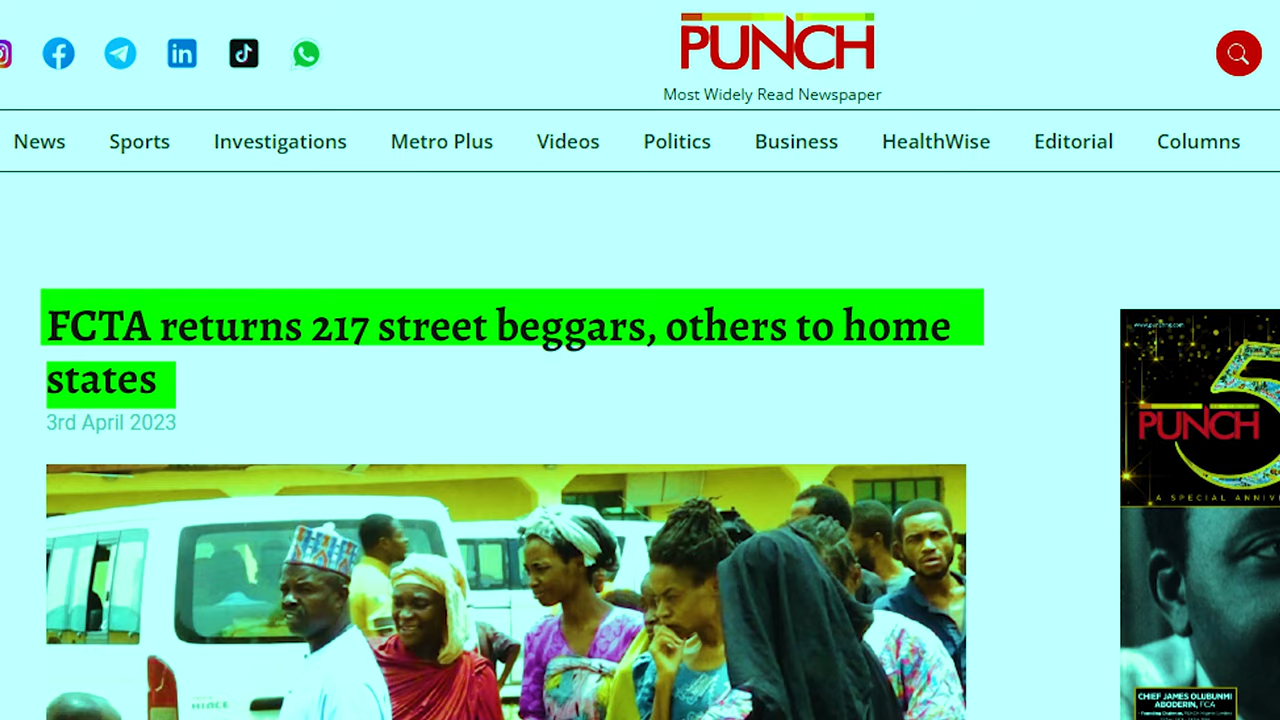 PUNCH
Most Widely Read Newspaper
News Sports Investigations Metro Plus Videos Politics Business HealthWise Editorial Columns
FCTA returns 217 street beggars, others to home
states
3rd April 2023
HIACE
5
PUNCH
A SPECIAL
CHIEF JAMES OLUBUNMI
ABODERIN, FCA